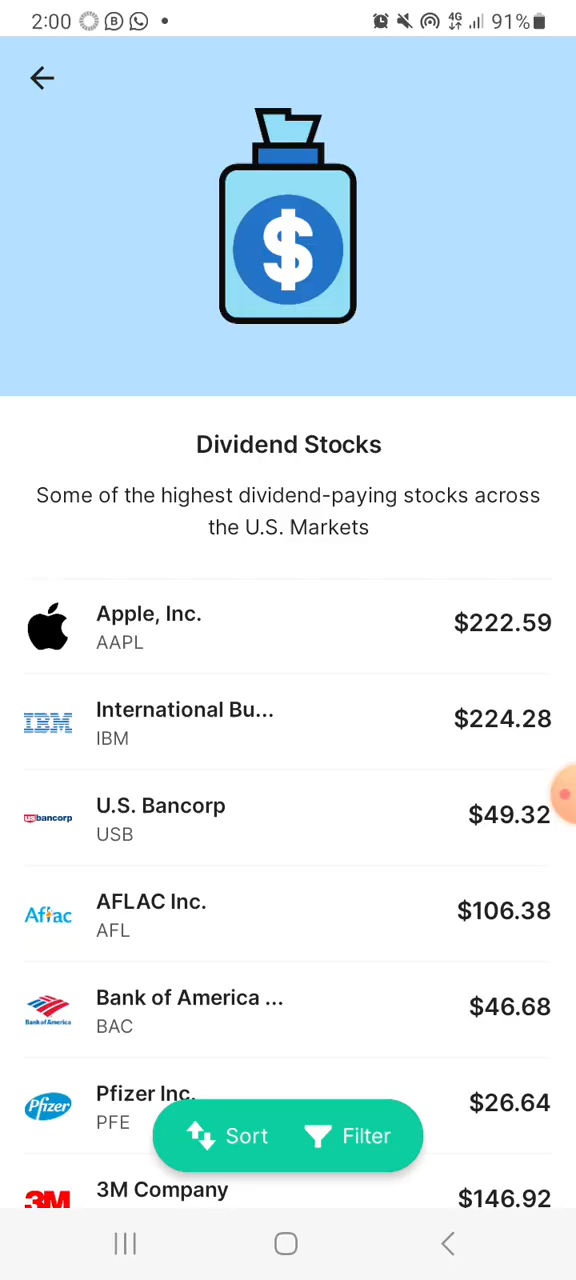 2:00
4G
91%
$
Dividend Stocks
Some of the highest dividend-paying stocks across
the U.S. Markets
Apple, Inc.
AAPL
$222.59
IBM
International Bu...
IBM
$224.28
usbancorp
U.S. Bancorp
USB
$49.32
Aflac
AFLAC Inc.
AFL
$106.38
Bank of America
Bank of America ...
BAC
$46.68
Pfizer
Pfizer Inc.
PFE
$26.64
Sort
Filter
3M
3M Company
$146.92